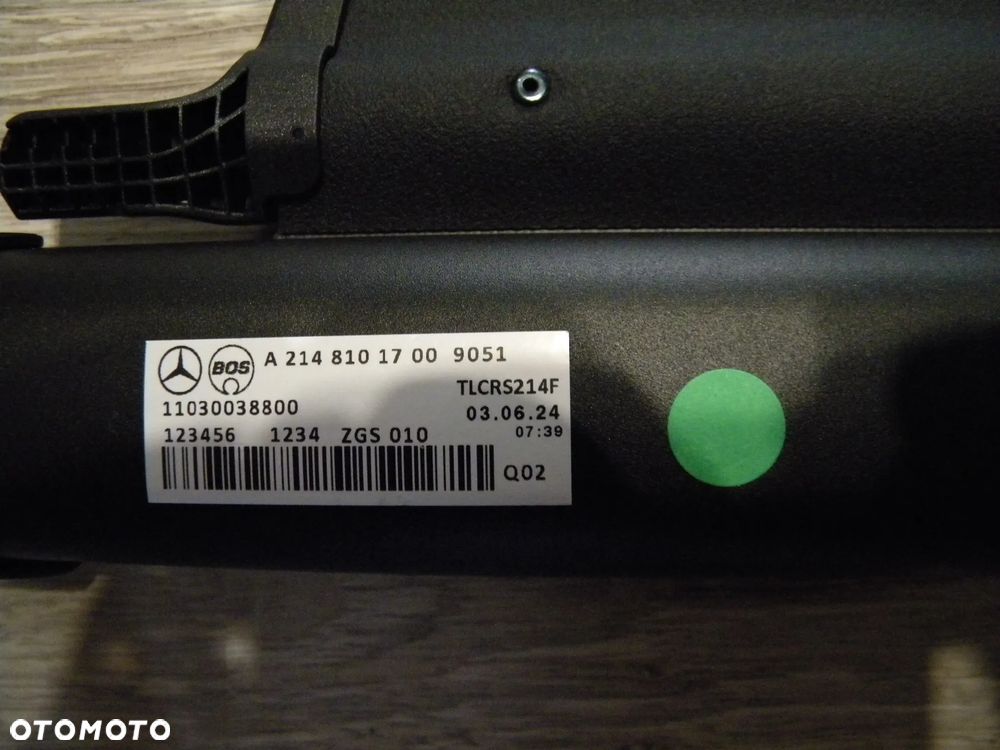 BOS A 214 810 17 00 9051
TLCRS214F
11030038800 03.06.24
123456 1234 ZGS 010 07:39
Q02
OTOMOTO